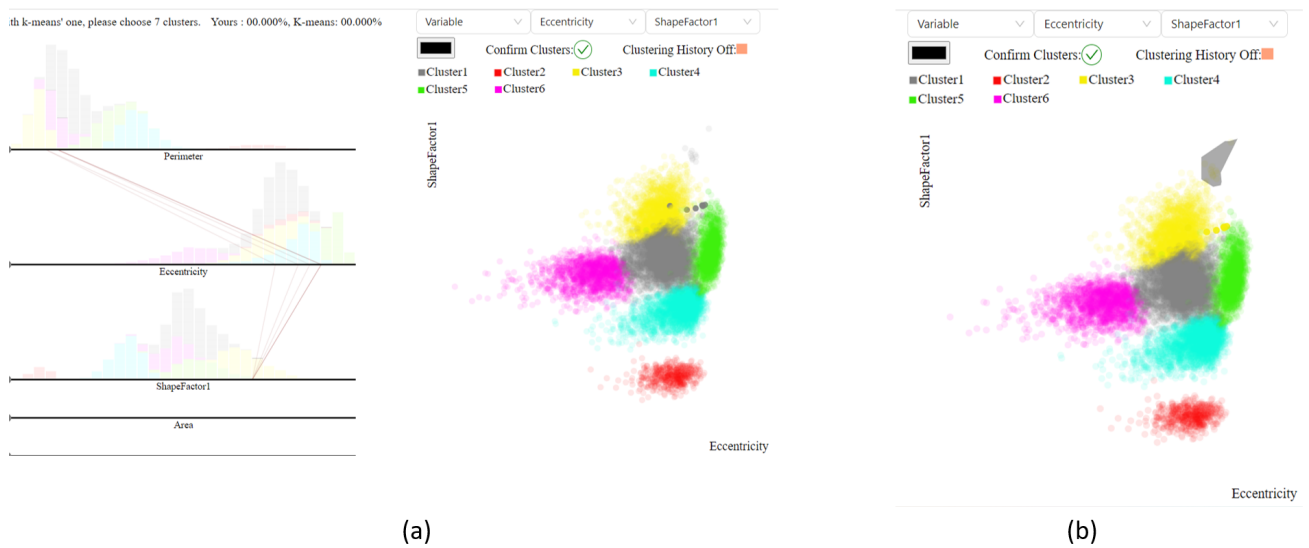 th k-means' one, please choose 7 clusters. Yours : 00.000%, K-means: 00.000%
Perimeter
Eccentricity
ShapeFactor1
Area
Variable Eccentricity ShapeFactor1
Confirm Clusters: Clustering History Off:
Cluster1 Cluster2 Cluster3 Cluster4
Cluster5 Cluster6
ShapeFactor1
Eccentricity
(a)
Variable Eccentricity ShapeFactor1
Confirm Clusters: Clustering History Off:
Cluster1 Cluster2 Cluster3 Cluster4
Cluster5 Cluster6
ShapeFactor1
Eccentricity
(b)